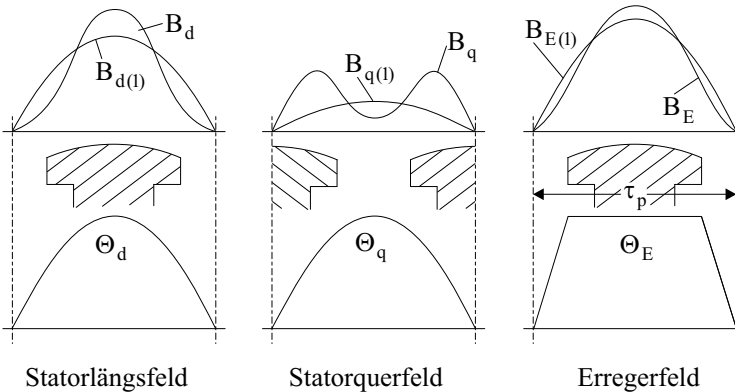 B_d
B_d(1)
B_q
B_q(1)
B_E(1)
B_E
τ_p
Θ_d
Θ_q
Θ_E
Statorlängsfeld
Statorquerfeld
Erregerfeld